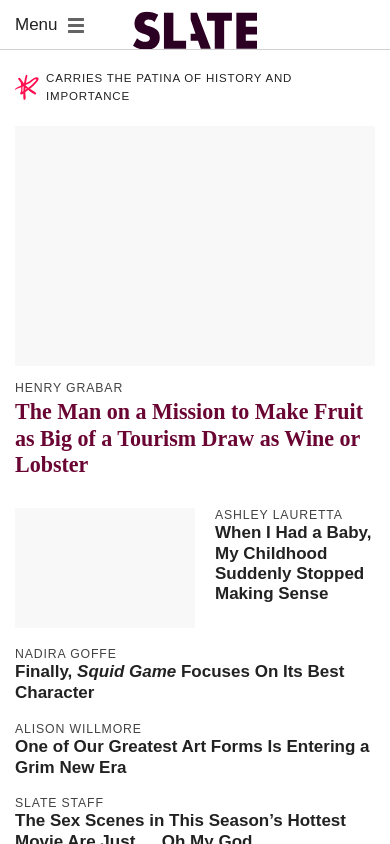 Menu
SLATE
CARRIES THE PATINA OF HISTORY AND
IMPORTANCE
HENRY GRABAR
The Man on a Mission to Make Fruit
as Big of a Tourism Draw as Wine or
Lobster
ASHLEY LAURETTA
When I Had a Baby,
My Childhood
Suddenly Stopped
Making Sense
NADIRA GOFFE
Finally, Squid Game Focuses On Its Best
Character
ALISON WILLMORE
One of Our Greatest Art Forms Is Entering a
Grim New Era
SLATE STAFF
The Sex Scenes in This Season’s Hottest
Movie Are Just … Oh My God